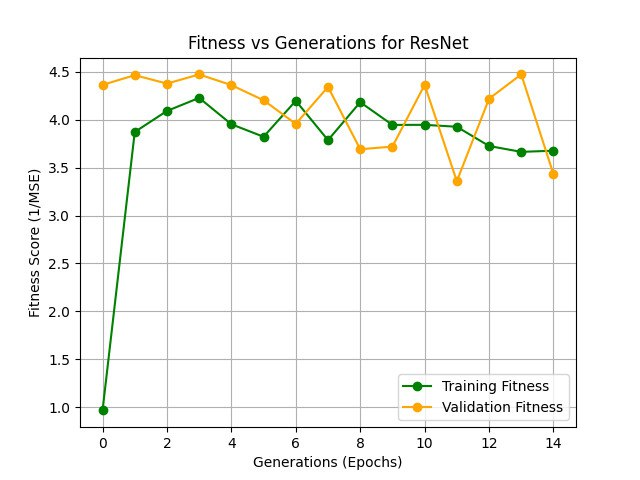 Fitness vs Generations for ResNet
4.5
4.0
3.5
3.0
2.5
2.0
1.5
1.0
Fitness Score (1/MSE)
Training Fitness
Validation Fitness
0 2 4 6 8 10 12 14
Generations (Epochs)